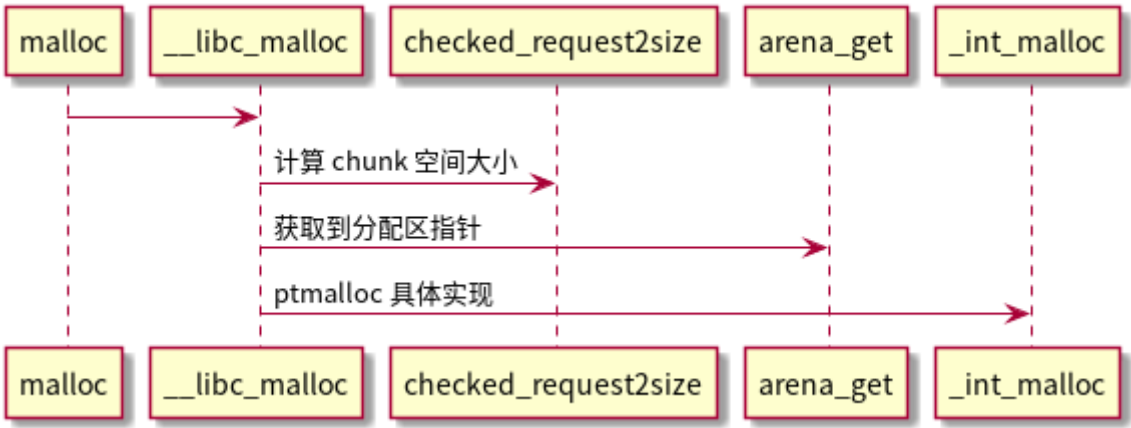 malloc
__libc_malloc
checked_request2size
arena_get
_int_malloc
计算 chunk 空间大小
获取到分配区指针
ptmalloc 具体实现
malloc
__libc_malloc
checked_request2size
arena_get
_int_malloc